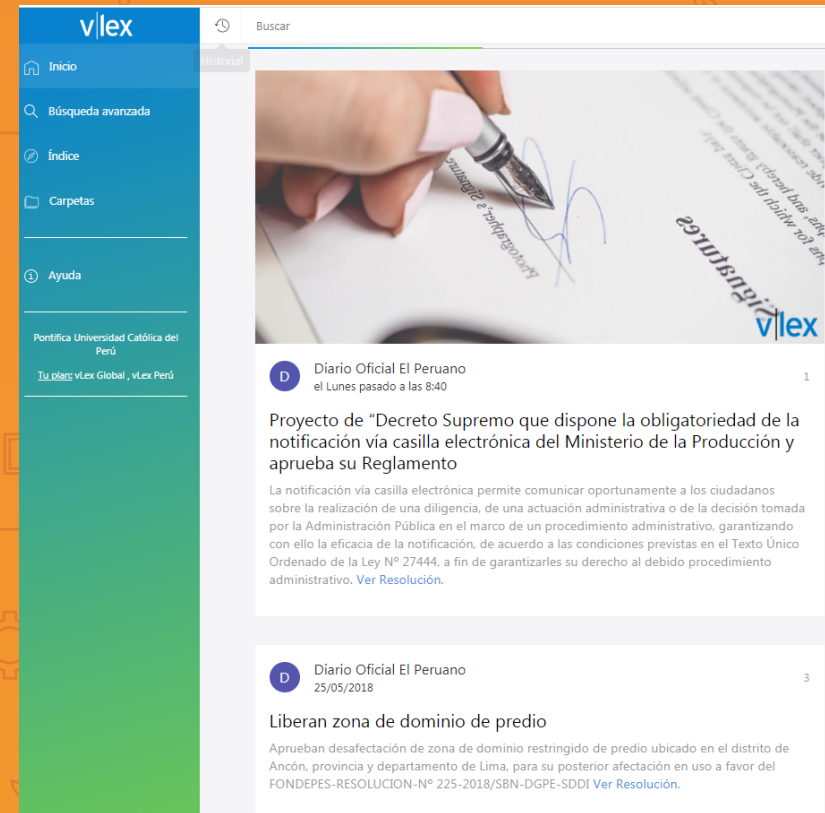 vlex
Buscar
Historial
Inicio
Búsqueda avanzada
Índice
Carpetas
Ayuda
Pontifica Universidad Católica del
Perú
Tu plan: vLex Global , vLex Perú
photographer's Signature
Signatures
for which the Client
vlex
D
Diario Oficial El Peruano
el Lunes pasado a las 8:40
1
Proyecto de “Decreto Supremo que dispone la obligatoriedad de la
notificación vía casilla electrónica del Ministerio de la Producción y
aprueba su Reglamento
La notificación vía casilla electrónica permite comunicar oportunamente a los ciudadanos
sobre la realización de una diligencia, de una actuación administrativa o de la decisión tomada
por la Administración Pública en el marco de un procedimiento administrativo, garantizando
con ello la eficacia de la notificación, de acuerdo a las condiciones previstas en el Texto Único
Ordenado de la Ley Nº 27444, a fin de garantizarles su derecho al debido procedimiento
administrativo. Ver Resolución.
D
Diario Oficial El Peruano
25/05/2018
3
Liberan zona de dominio de predio
Aprueban desafectación de zona de dominio restringido de predio ubicado en el distrito de
Ancón, provincia y departamento de Lima, para su posterior afectación en uso a favor del
FONDEPES-RESOLUCION-Nº 225-2018/SBN-DGPE-SDDI Ver Resolución.